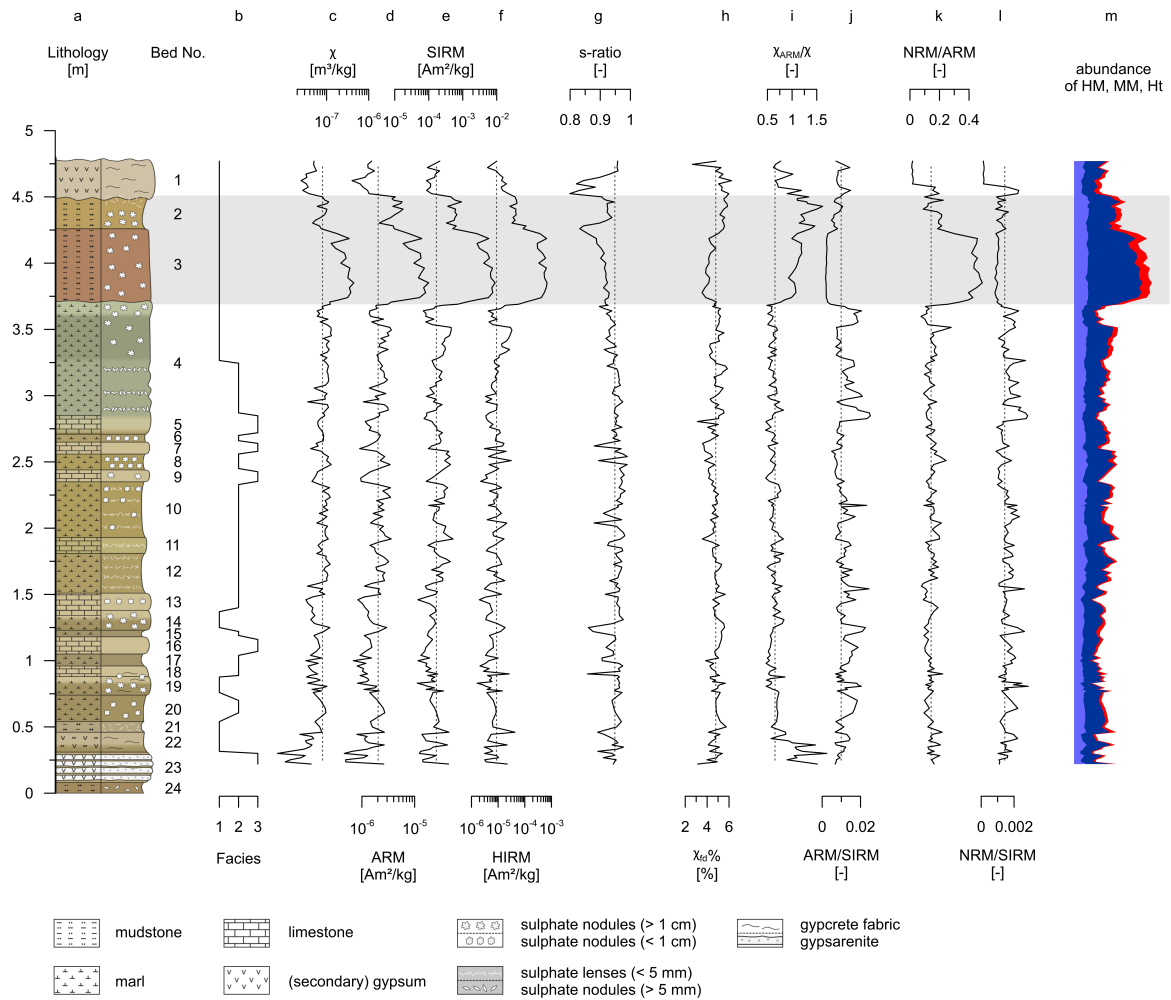 a b c d e f g h i j k l m
Lithology Bed No. χ SIRM s-ratio χARM/χ NRM/ARM
[m] [m³/kg] [Am²/kg] [-] [-] [-] abundance
of HM, MM, Ht
10⁻⁷ 10⁻⁶ 10⁻⁵ 10⁻⁴ 10⁻³ 10⁻² 0.8 0.9 1 0.5 1 1.5 0 0.2 0.4
5
1
4.5
2
4 3
3.5
4
3
5
6
2.5 7
8
9
10
2 11
12
1.5 13
14
15
16
1 17
18
19
20
0.5 21
22
23
0 24
1 2 3 10⁻⁶ 10⁻⁵ 10⁻⁶ 10⁻⁵ 10⁻⁴ 10⁻³ 2 4 6 0 0.02 0 0.002
Facies ARM HIRM χfd% ARM/SIRM NRM/SIRM
[Am²/kg] [Am²/kg] [%] [-] [-]
mudstone limestone sulphate nodules (> 1 cm) gypcrete fabric
sulphate nodules (< 1 cm) gypsarenite
marl (secondary) gypsum sulphate lenses (< 5 mm)
sulphate nodules (> 5 mm)